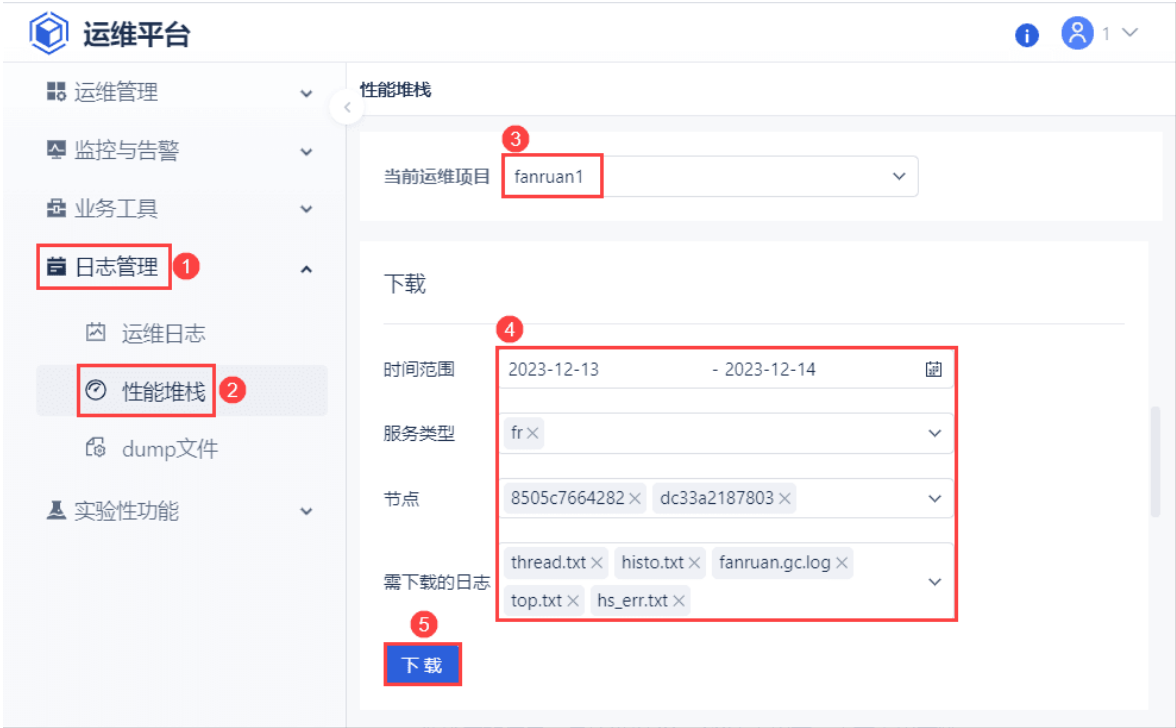 运维平台
1
运维管理
监控与告警
业务工具
日志管理
1
运维日志
性能堆栈
2
dump文件
实验性功能
性能堆栈
3
当前运维项目 fanruan1
下载
4
时间范围 2023-12-13 - 2023-12-14
服务类型 fr
节点 8505c7664282 dc33a2187803
需下载的日志 thread.txt histo.txt fanruan.gc.log
top.txt hs_err.txt
5
下载